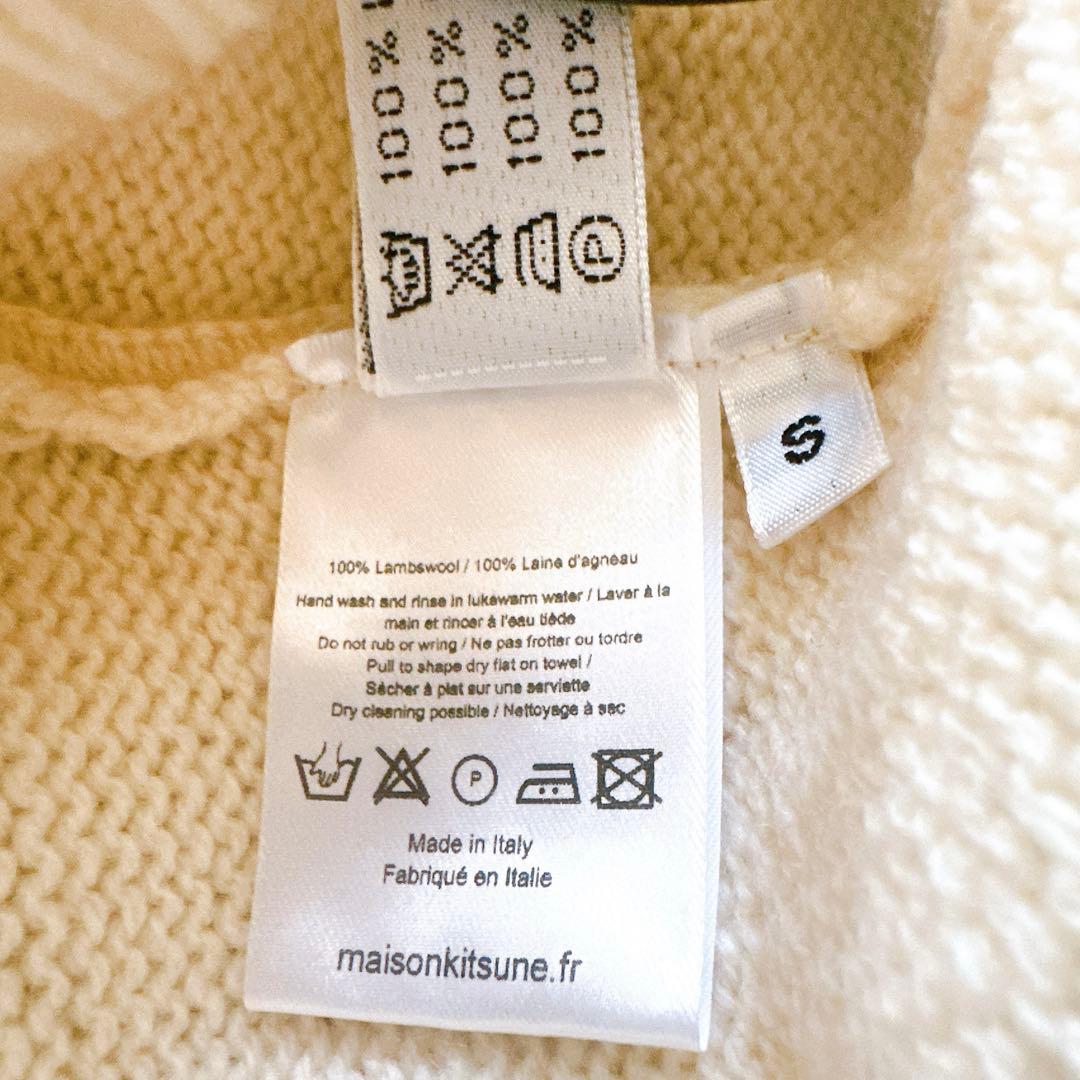 100%
100%
100%
100%
P
S
100% Lambswool / 100% Laine d'agneau
Hand wash and rinse in lukewarm water / Laver à la
main et rincer à l'eau tiède
Do not rub or wring / Ne pas frotter ou tordre
Pull to shape dry flat on towel /
Sècher à plat sur une serviette
Dry cleaning possible / Nettoyage à sec
P
Made in Italy
Fabriqué en Italie
maisonkitsune.fr